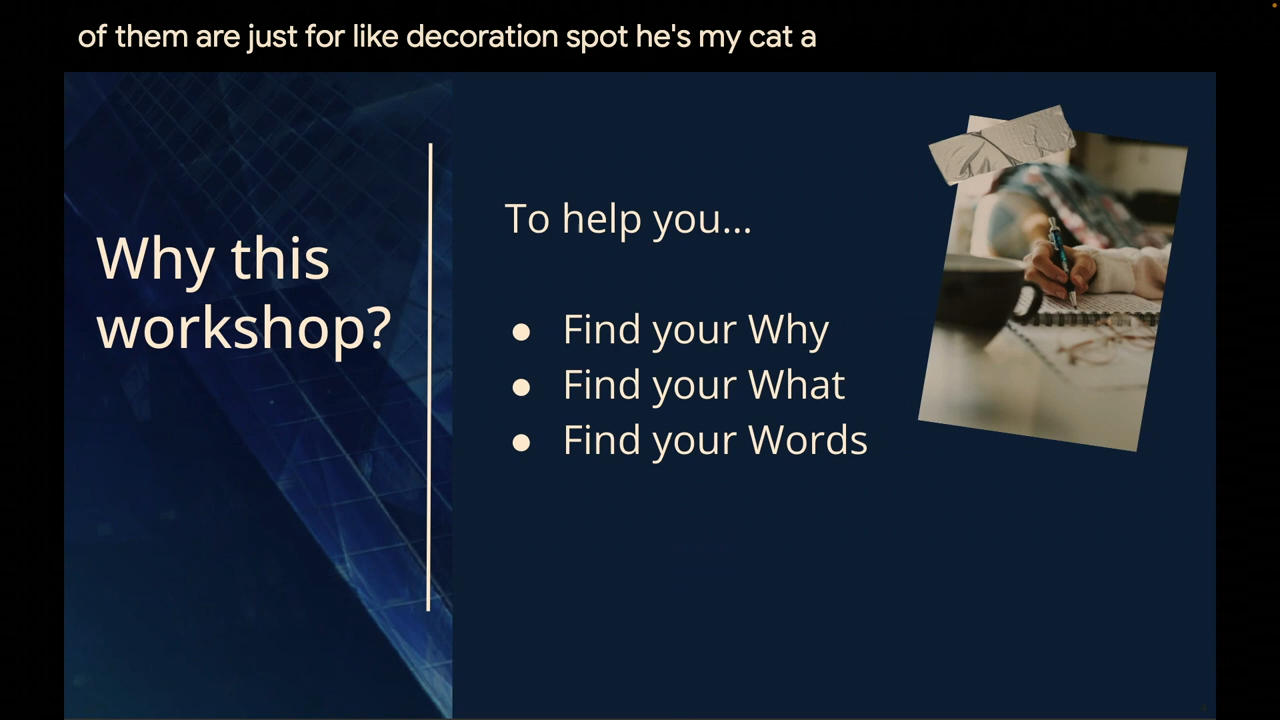 of them are just for like decoration spot he's my cat a
Why this
workshop?
To help you...
● Find your Why
● Find your What
● Find your Words